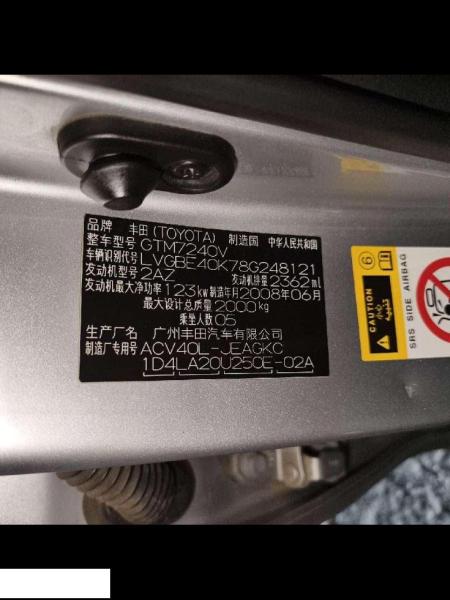 品牌 丰田(TOYOTA) 制造国 中华人民共和国
整车型号 GTM7240V
车辆识别代号 LVGBE40K78G248121
发动机型号 2AZ 发动机排量 2362ml
发动机最大净功率 123kw 制造年月 2008年06月
最大设计总质量 2000kg
乘坐人数 05
生产厂名 广州丰田汽车有限公司
制造厂专用号 ACV40L-JEAGKC
1D4LA20U250E-02A
⑥
CAUTION
SRS SIDE AIRBAG